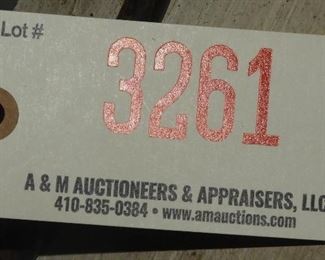 Lot #
3261
A & M AUCTIONEERS & APPRAISERS, LLC
410-835-0384 • www.amauctions.com